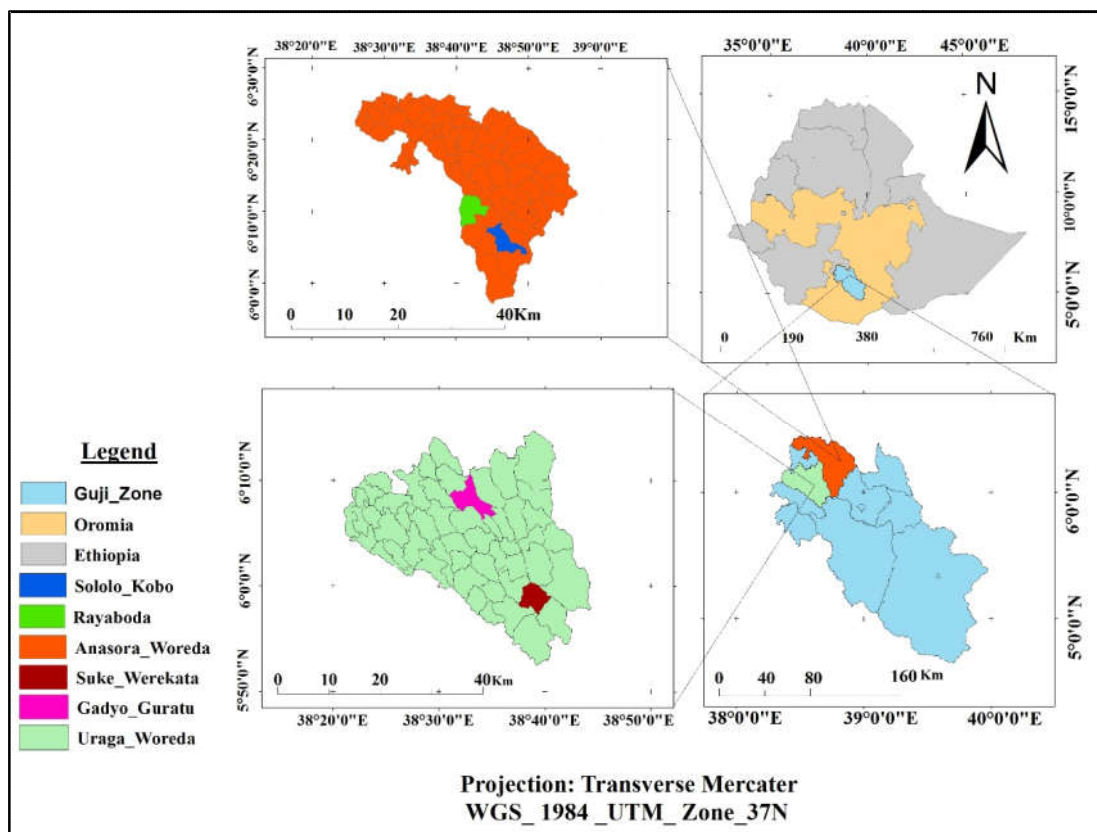 38°20'0"E 38°30'0"E 38°40'0"E 38°50'0"E 39°0'0"E
6°30'0"N
6°20'0"N
6°10'0"N
6°0'0"N
0 10 20 40Km
35°0'0"E 40°0'0"E 45°0'0"E
N
15°0'0"N
10°0'0"N
5°0'0"N
0 190 380 760 Km
Legend
Guji_Zone
Oromia
Ethiopia
Sololo_Kobo
Rayaboda
Anasora_Woreda
Suke_Werekata
Gadyo_Guratu
Uraga_Woreda
6°10'0"N
6°0'0"N
5°50'0"N
0 10 20 40Km
38°20'0"E 38°30'0"E 38°40'0"E 38°50'0"E
6°0'0"N
5°0'0"N
0 40 80 160 Km
38°0'0"E 39°0'0"E 40°0'0"E
Projection: Transverse Mercater
WGS_ 1984 _UTM_ Zone_37N